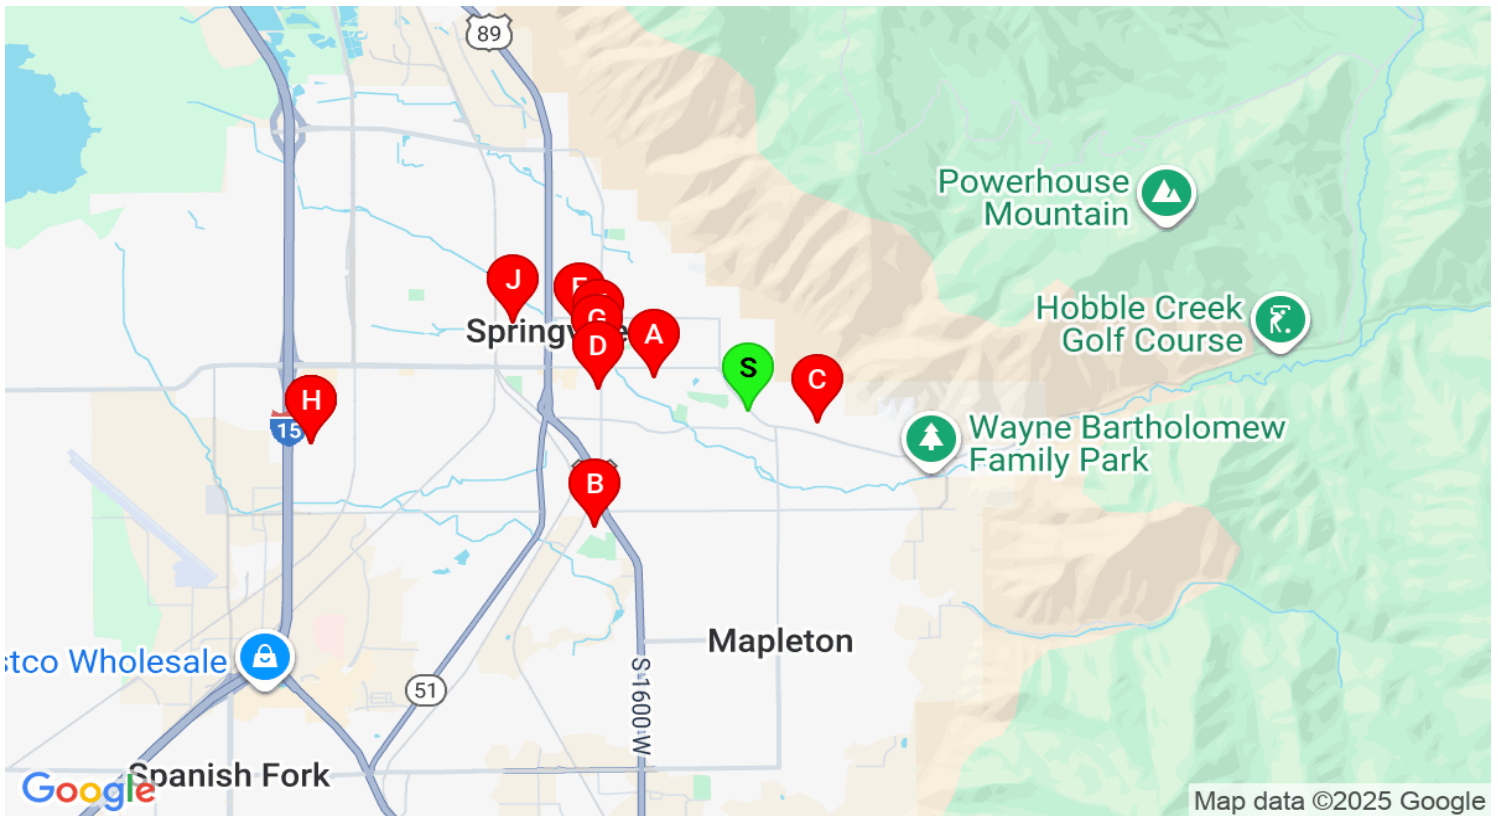 89
Powerhouse
Mountain
J
G
A
Springv
e
D
S
C
Hobble Creek
Golf Course
H
15
Wayne Bartholomew
Family Park
B
Mapleton
stco Wholesale
51
S 1600 W
Spanish Fork
Google
Map data ©2025 Google